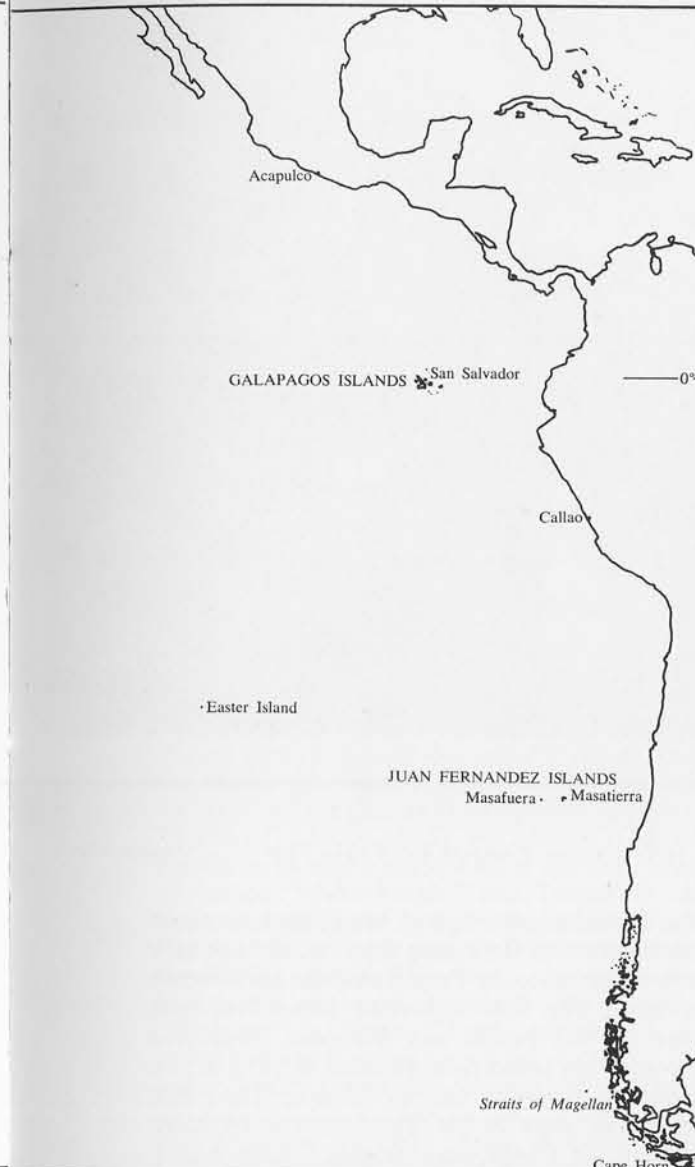 Acapulco
GALAPAGOS ISLANDS San Salvador
0°
Callao
Easter Island
JUAN FERNANDEZ ISLANDS
Masafuera Masatierra
Straits of Magellan
Cape Horn